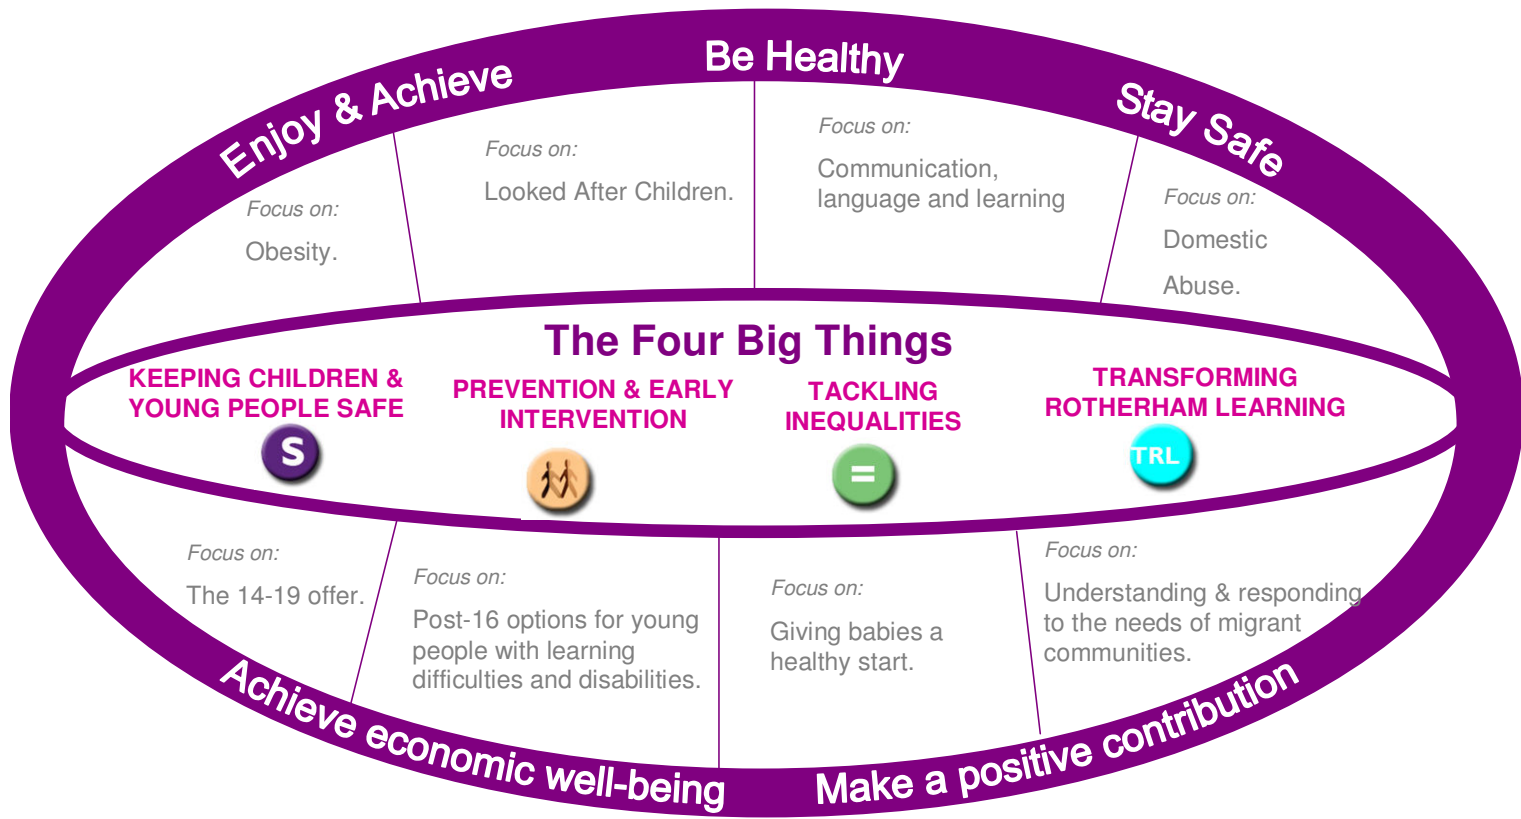 Enjoy & Achieve
Be Healthy
Stay Safe
Focus on:
Obesity.
Focus on:
Looked After Children.
Focus on:
Communication,
language and learning
Focus on:
Domestic
Abuse.
The Four Big Things
KEEPING CHILDREN &
YOUNG PEOPLE SAFE
S
PREVENTION & EARLY
INTERVENTION
TACKLING
INEQUALITIES
=
TRANSFORMING
ROTHERHAM LEARNING
TRL
Focus on:
The 14-19 offer.
Focus on:
Post-16 options for young
people with learning
difficulties and disabilities.
Focus on:
Giving babies a
healthy start.
Focus on:
Understanding & responding
to the needs of migrant
communities.
Achieve economic well-being
Make a positive contribution